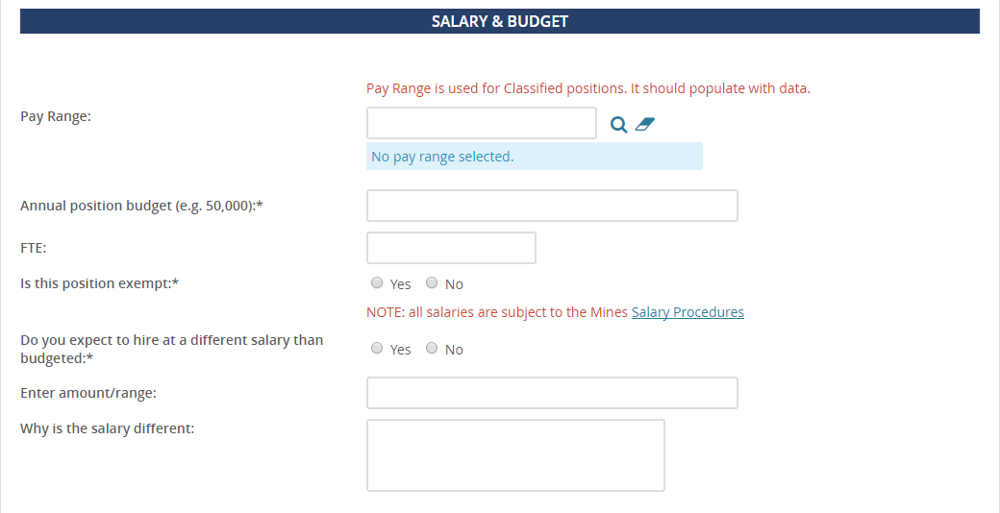 SALARY & BUDGET
Pay Range is used for Classified positions. It should populate with data.
Pay Range:
No pay range selected.
Annual position budget (e.g. 50,000):*
FTE:
Is this position exempt:*
Yes No
NOTE: all salaries are subject to the Mines Salary Procedures
Do you expect to hire at a different salary than
budgeted:*
Yes No
Enter amount/range:
Why is the salary different: